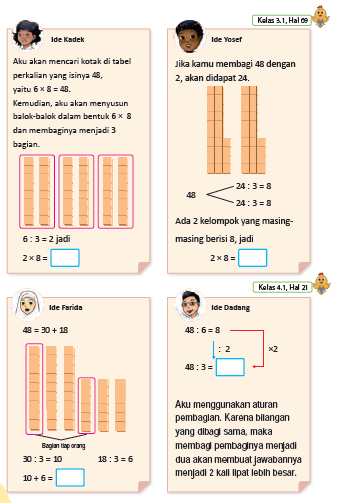 Kelas 3.1, Hal 69
Ide Kadek
Aku akan mencari kotak di tabel
perkalian yang isinya 48,
yaitu 6 × 8 = 48.
Kemudian, aku akan menyusun
balok-balok dalam bentuk 6 × 8
dan membaginya menjadi 3
bagian.
6 : 3 = 2 jadi
2 × 8 =
Ide Yosef
Jika kamu membagi 48 dengan
2, akan didapat 24.
48
24 : 3 = 8
24 : 3 = 8
Ada 2 kelompok yang masing-
masing berisi 8, jadi
2 × 8 =
Kelas 4.1, Hal 21
Ide Farida
48 = 30 + 18
Bagian tiap orang
30 : 3 = 10 18 : 3 = 6
10 + 6 =
Ide Dadang
48 : 6 = 8
: 2 ×2
48 : 3 =
Aku menggunakan aturan
pembagian. Karena bilangan
yang dibagi sama, maka
membagi pembaginya menjadi
dua akan membuat jawabannya
menjadi 2 kali lipat lebih besar.